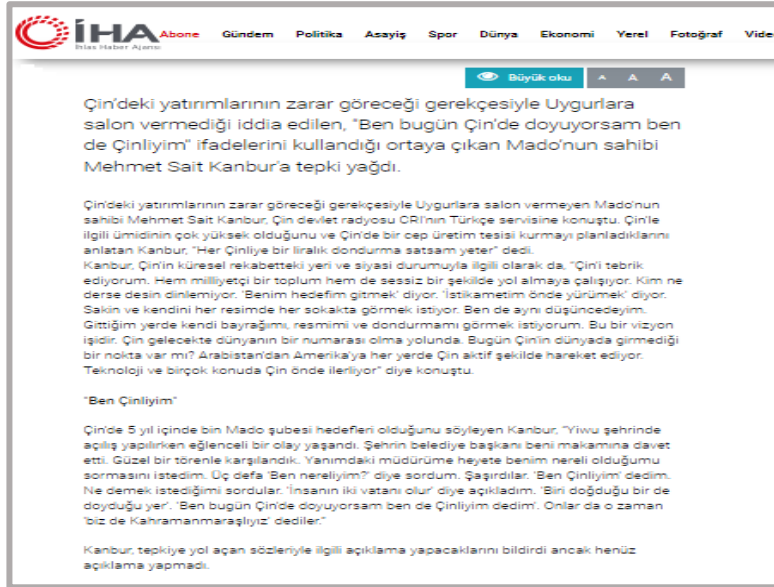 İHA
İhlas Haber Ajansı
Abone Gündem Politika Asayiş Spor Dünya Ekonomi Yerel Fotoğraf Video
Büyük oku A A A
Çin'deki yatırımlarının zarar göreceği gerekçesiyle Uygurlara
salon vermediği iddia edilen, "Ben bugün Çin'de doyuyorsam ben
de Çinliyim" ifadelerini kullandığı ortaya çıkan Mado'nun sahibi
Mehmet Sait Kanbur'a tepki yağdı.
Çin'deki yatırımlarının zarar göreceği gerekçesiyle Uygurlara salon vermeyen Mado'nun
sahibi Mehmet Sait Kanbur, Çin devlet radyosu CRI'nın Türkçe servisine konuştu. Çin'le
ilgili ümidinin çok yüksek olduğunu ve Çin'de bir cep üretim tesisi kurmayı planladıklarını
anlatan Kanbur, "Her Çinliye bir liralık dondurma satsam yeter" dedi.
Kanbur, Çin'in küresel rekabetteki yeri ve siyasi durumuyla ilgili olarak da, "Çin'i tebrik
ediyorum. Hem milliyetçi bir toplum hem de sessiz bir şekilde yol almaya çalışıyor. Kim ne
derse desin dinlemiyor. 'Benim hedefim gitmek' diyor. 'İstikametim önde yürümek' diyor.
Sakin ve kendini her resimde her sokakta görmek istiyor. Ben de aynı düşüncedeyim.
Gittiğim yerde kendi bayrağımı, resmimi ve dondurmamı görmek istiyorum. Bu bir vizyon
işidir. Çin gelecekte dünyanın bir numarası olma yolunda. Bugün Çin'in dünyada girmediği
bir nokta var mı? Arabistan'dan Amerika'ya her yerde Çin aktif şekilde hareket ediyor.
Teknoloji ve birçok konuda Çin önde ilerliyor" diye konuştu.
"Ben Çinliyim"
Çin'de 5 yıl içinde bin Mado şubesi hedefleri olduğunu söyleyen Kanbur, "Yiwu şehrinde
açılış yapılırken eğlenceli bir olay yaşandı. Şehrin belediye başkanı beni makamına davet
etti. Güzel bir törenle karşılandık. Yanımdaki müdürüme heyete benim nereli olduğumu
sormasını istedim. Üç defa 'Ben nereliyim?' diye sordum. Şaşırdılar. 'Ben Çinliyim' dedim.
Ne demek istediğimi sordular. 'İnsanın iki vatanı olur' diye açıkladım. 'Biri doğduğu bir de
doyduğu yer'. 'Ben bugün Çin'de doyuyorsam ben de Çinliyim dedim'. Onlar da o zaman
'biz de Kahramanmaraşlıyız' dediler."
Kanbur, tepkiye yol açan sözleriyle ilgili açıklama yapacaklarını bildirdi ancak henüz
açıklama yapmadı.